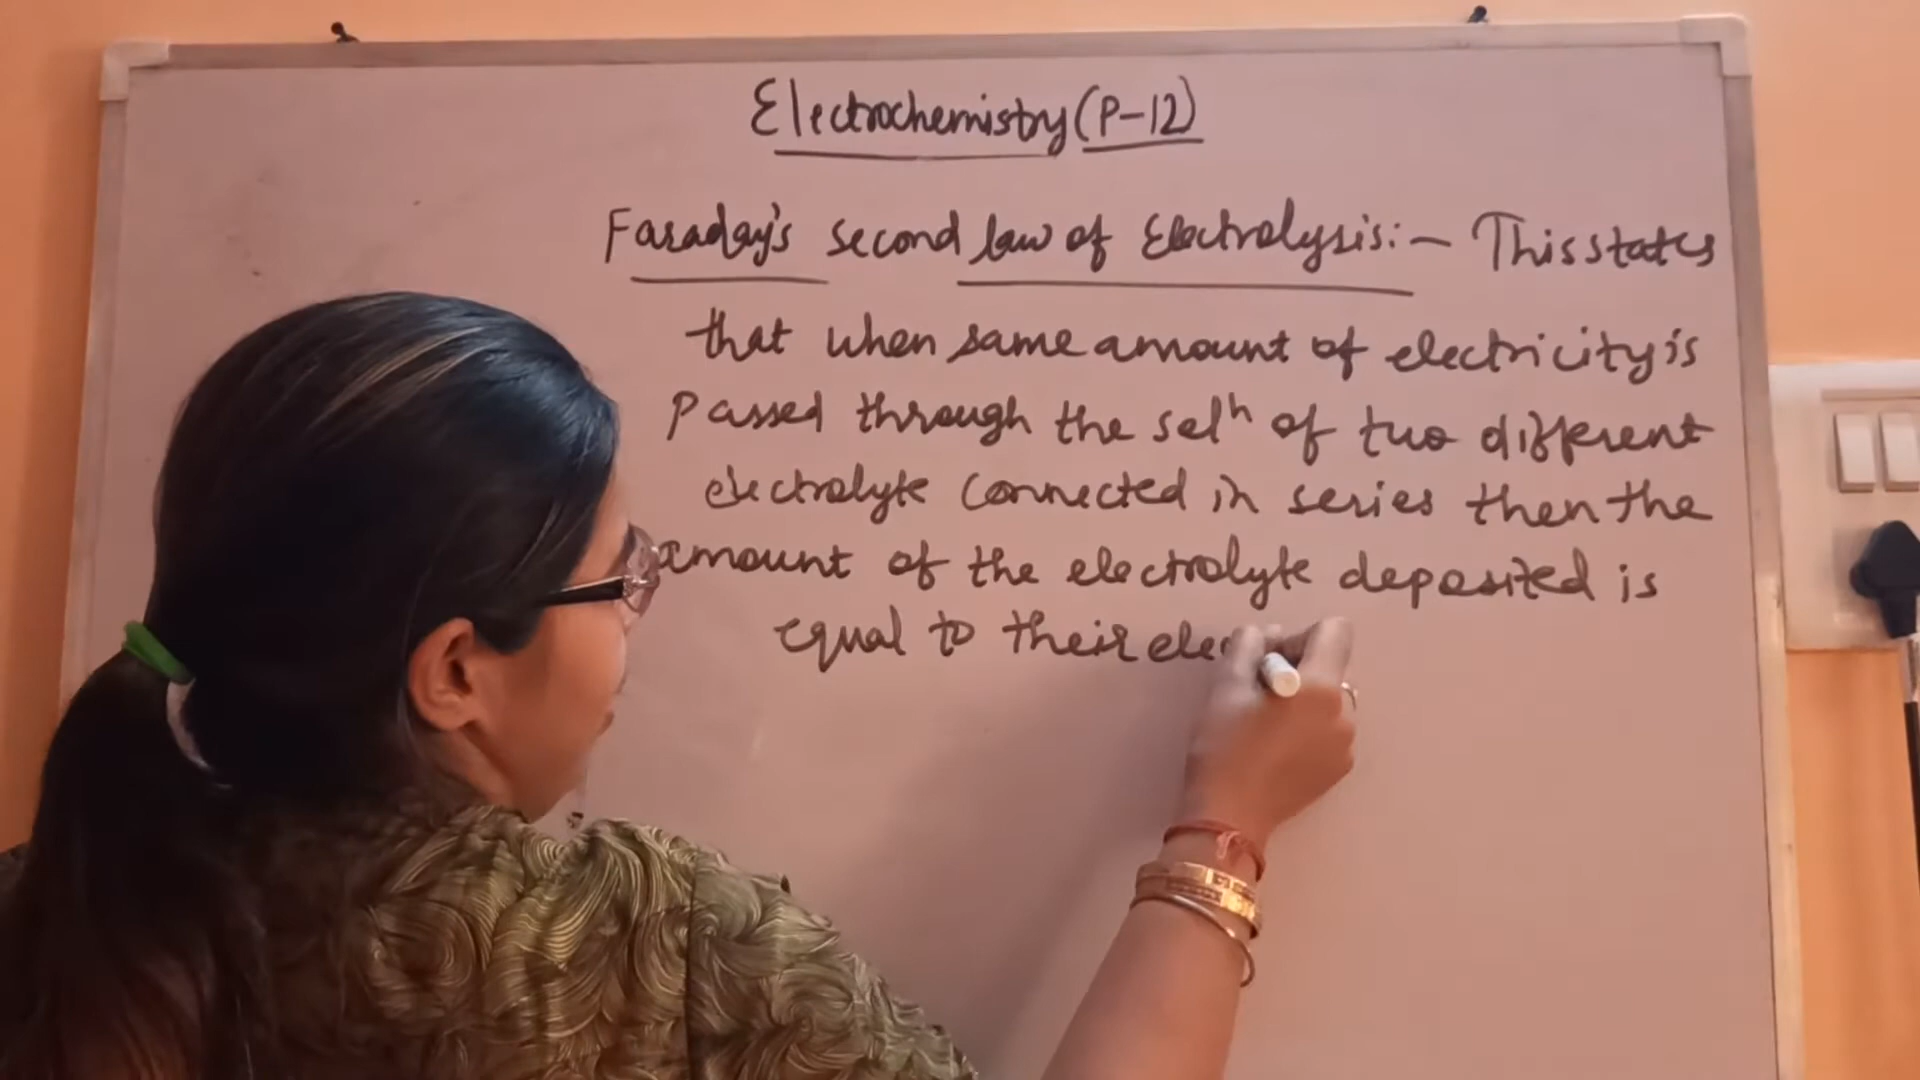 Electrochemistry (P-12)
Faraday's second law of Electrolysis:- This states
that when same amount of electricity is
passed through the solⁿ of two different
electrolyte connected in series then the
amount of the electrolyte deposited is
equal to their elec